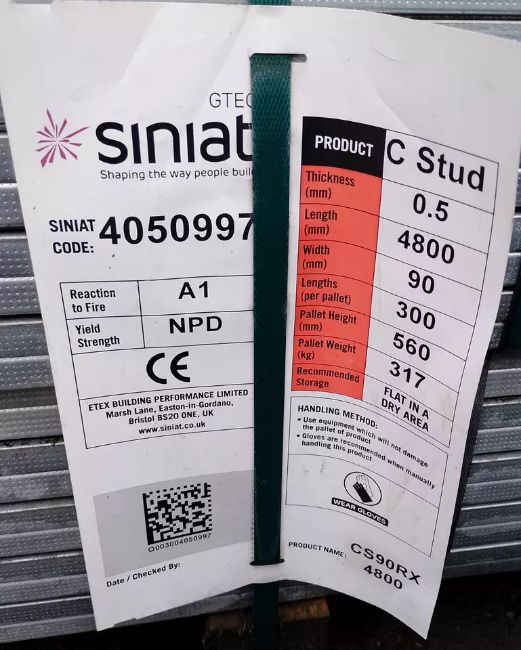 GTEC
sınıat
Shaping the way people buil
SINIAT
CODE:
4050997
Reaction
to Fire
A1
Yield
Strength
NPD
CE
ETEX BUILDING PERFORMANCE LIMITED
Marsh Lane, Easton-in-Gordano,
Bristol BS20 0NE, UK
www.siniat.co.uk
Q003004050997
Date / Checked By:
PRODUCT
C Stud
Thickness
(mm)
0.5
Length
(mm)
4800
Width
(mm)
90
Lengths
(per pallet)
300
Pallet Height
(mm)
560
Pallet Weight
(kg)
317
Recommended
Storage
FLAT IN A
DRY AREA
HANDLING METHOD:
• Use equipment which will not damage
the pallet of product
• Gloves are recommended when manually
handling this product
WEAR GLOVES
PRODUCT NAME:
CS90RX
4800